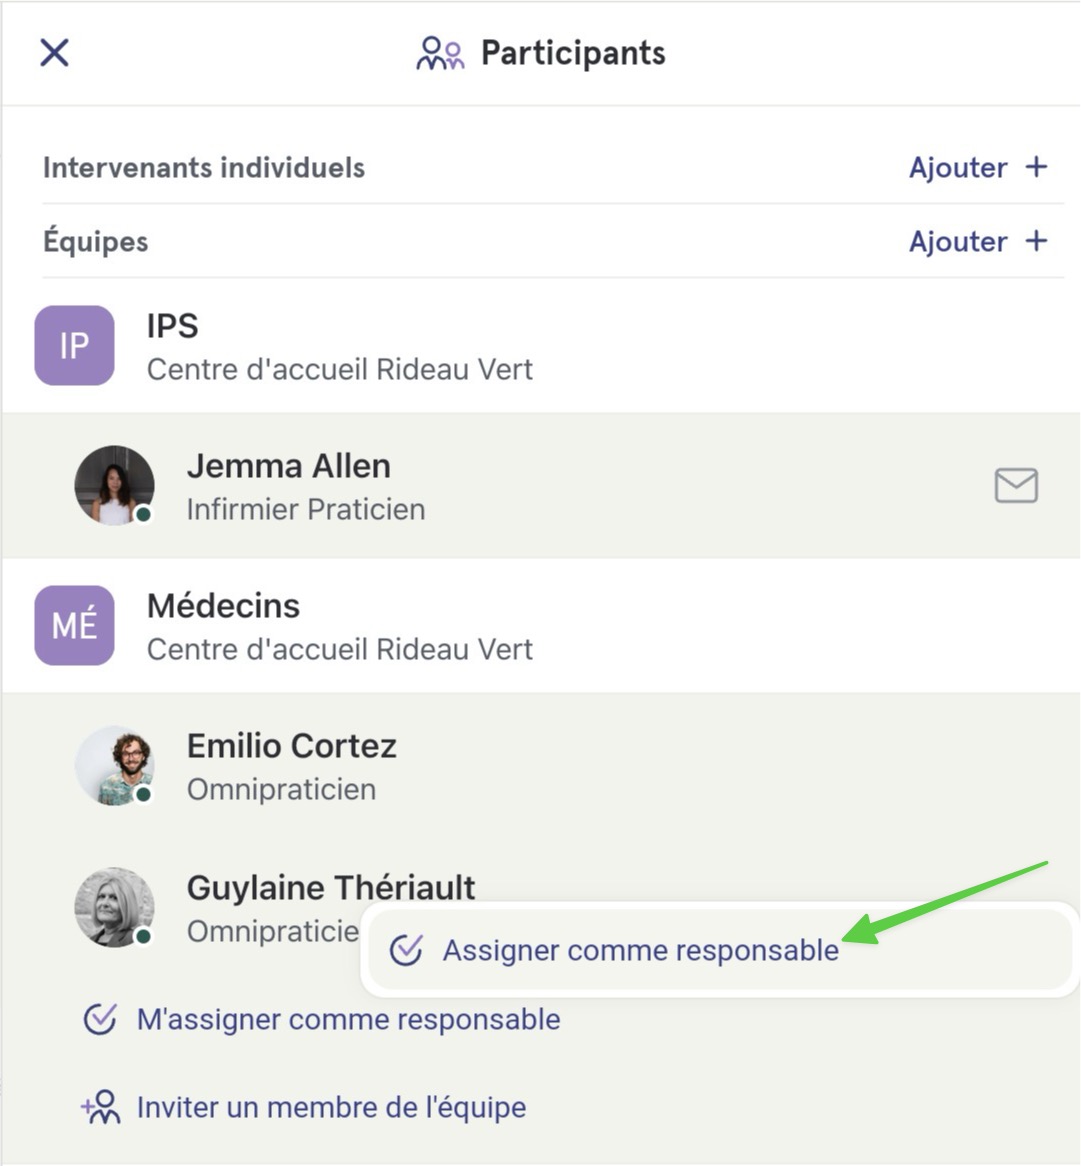 Participants
Intervenants individuels
Ajouter +
Équipes
Ajouter +
IP
IPS
Centre d'accueil Rideau Vert
Jemma Allen
Infirmier Praticien
MÉ
Médecins
Centre d'accueil Rideau Vert
Emilio Cortez
Omnipraticien
Guylaine Thériault
Omnipraticie
Assigner comme responsable
M'assigner comme responsable
Inviter un membre de l'équipe